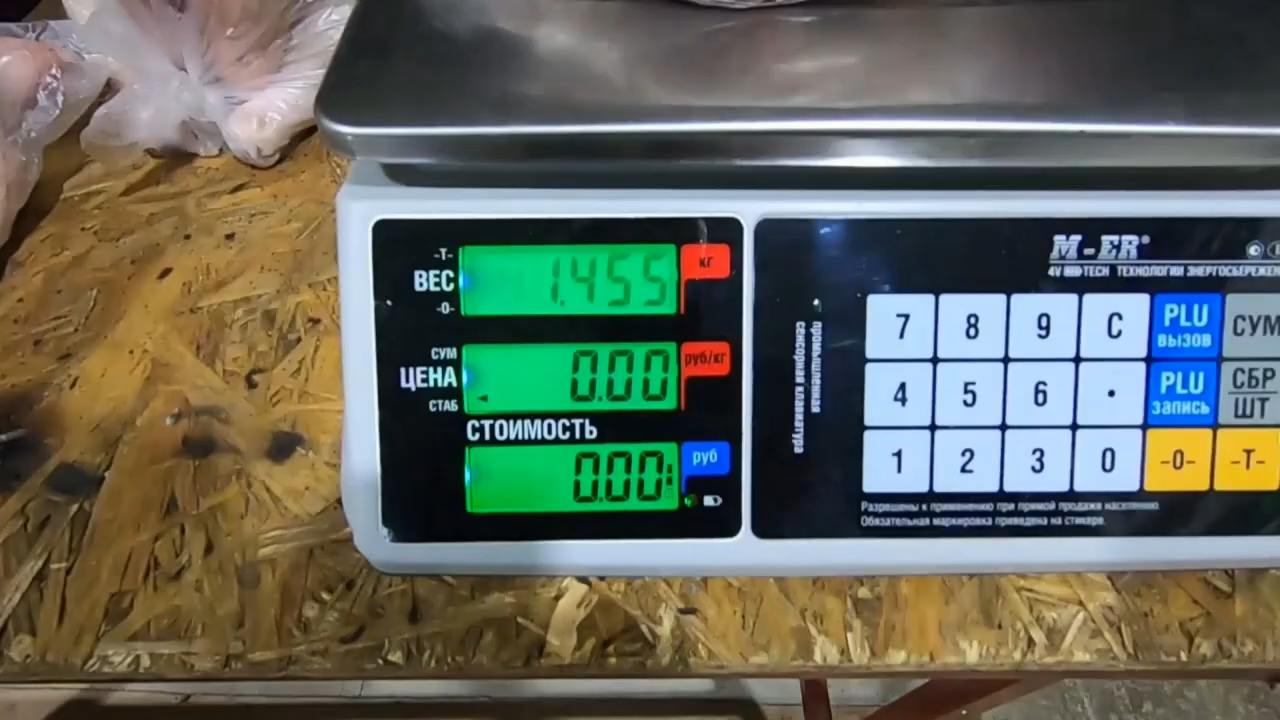 -T-
ВЕС
-0-
1.455
кг
СУМ
ЦЕНА
СТАБ
0.00
руб/кг
СТОИМОСТЬ
0.00
руб
M-ER®
TECH ТЕХНОЛОГИИ ЭНЕРГОСБЕРЕЖЕН
промышленная
сенсорная клавиатура
7 8 9 C PLU ВЫЗОВ СУМ
4 5 6 . PLU ЗАПИСЬ СБР ШТ
1 2 3 0 -0- -T-
Разрешены к применению при прямой продаже населению
Обязательная маркировка приведена на стикере.